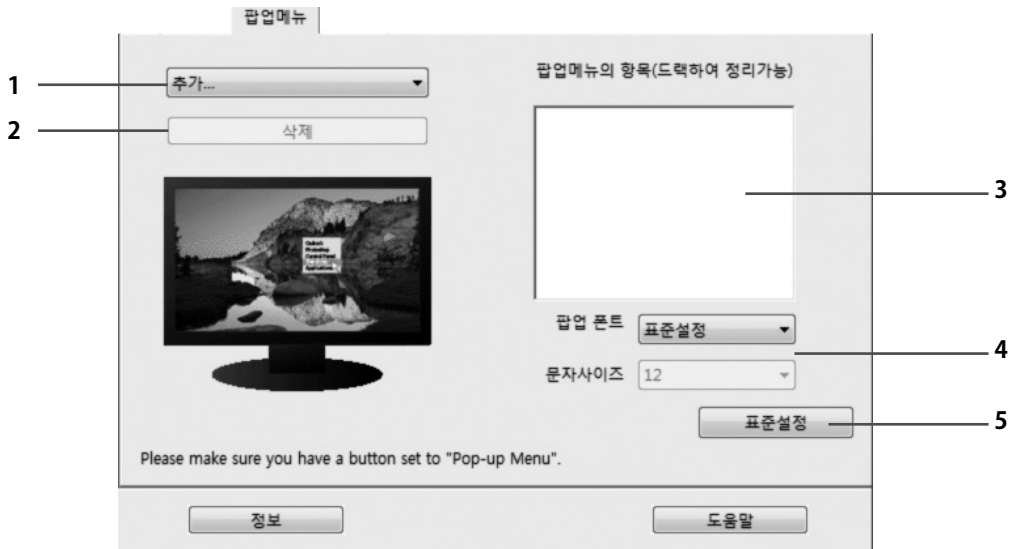 팝업메뉴
1
추가...
2
삭제
팝업메뉴의 항목(드랙하여 정리가능)
3
팝업 폰트
표준설정
문자사이즈
12
4
표준설정
5
Please make sure you have a button set to "Pop-up Menu".
정보
도움말